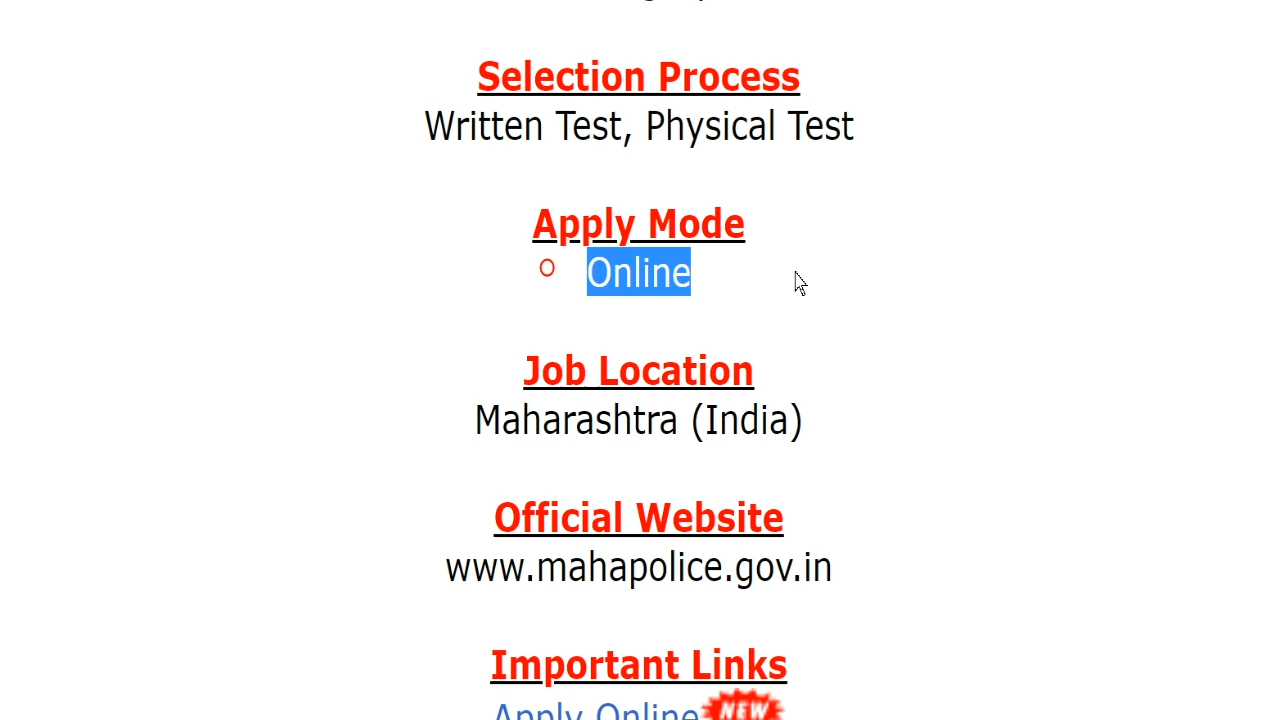 Selection Process
Written Test, Physical Test
Apply Mode
Online
Job Location
Maharashtra (India)
Official Website
www.mahapolice.gov.in
Important Links
Apply Online NEW